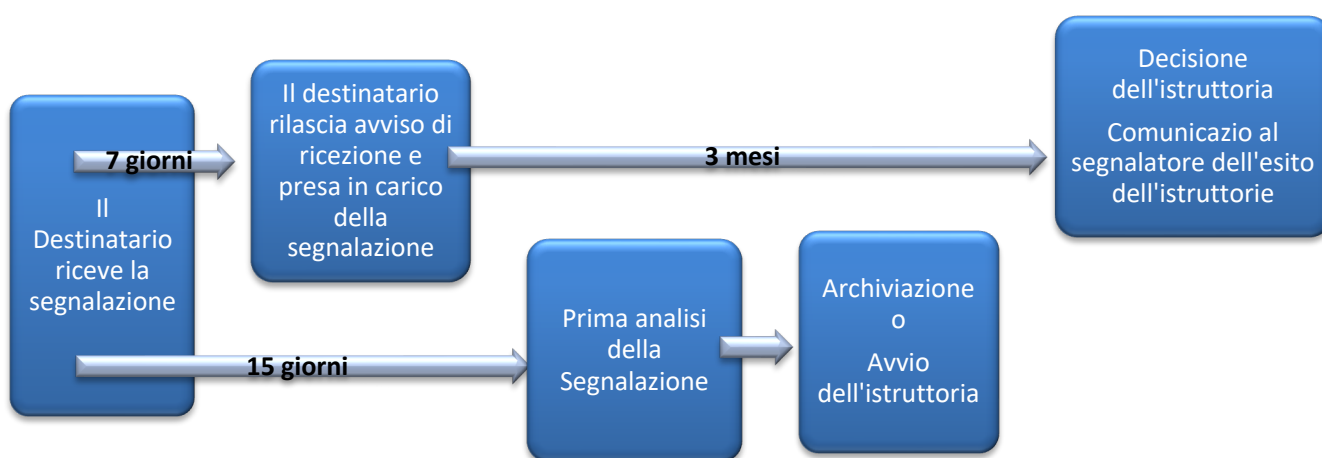 Il
Destinatario
riceve la
segnalazione
7 giorni
Il destinatario
rilascia avviso di
ricezione e
presa in carico
della
segnalazione
3 mesi
Decisione
dell'istruttoria
Comunicazio al
segnalatore dell'esito
dell'istruttorie
15 giorni
Prima analisi
della
Segnalazione
Archiviazione
o
Avvio
dell'istruttoria